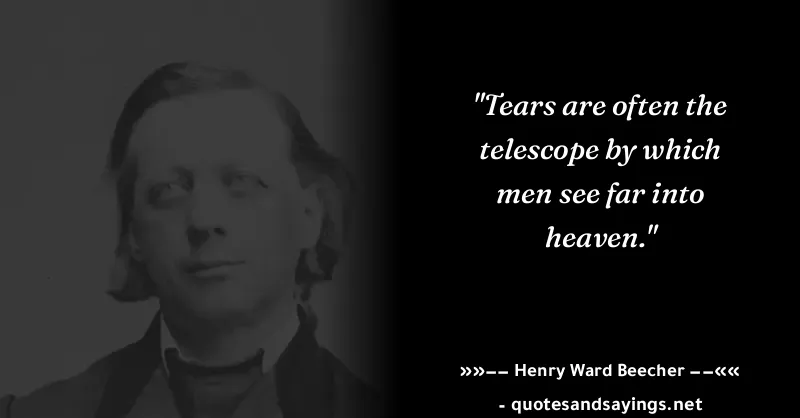 "Tears are often the
telescope by which
men see far into
heaven."
»»−− Henry Ward Beecher −−««
- quotesandsayings.net